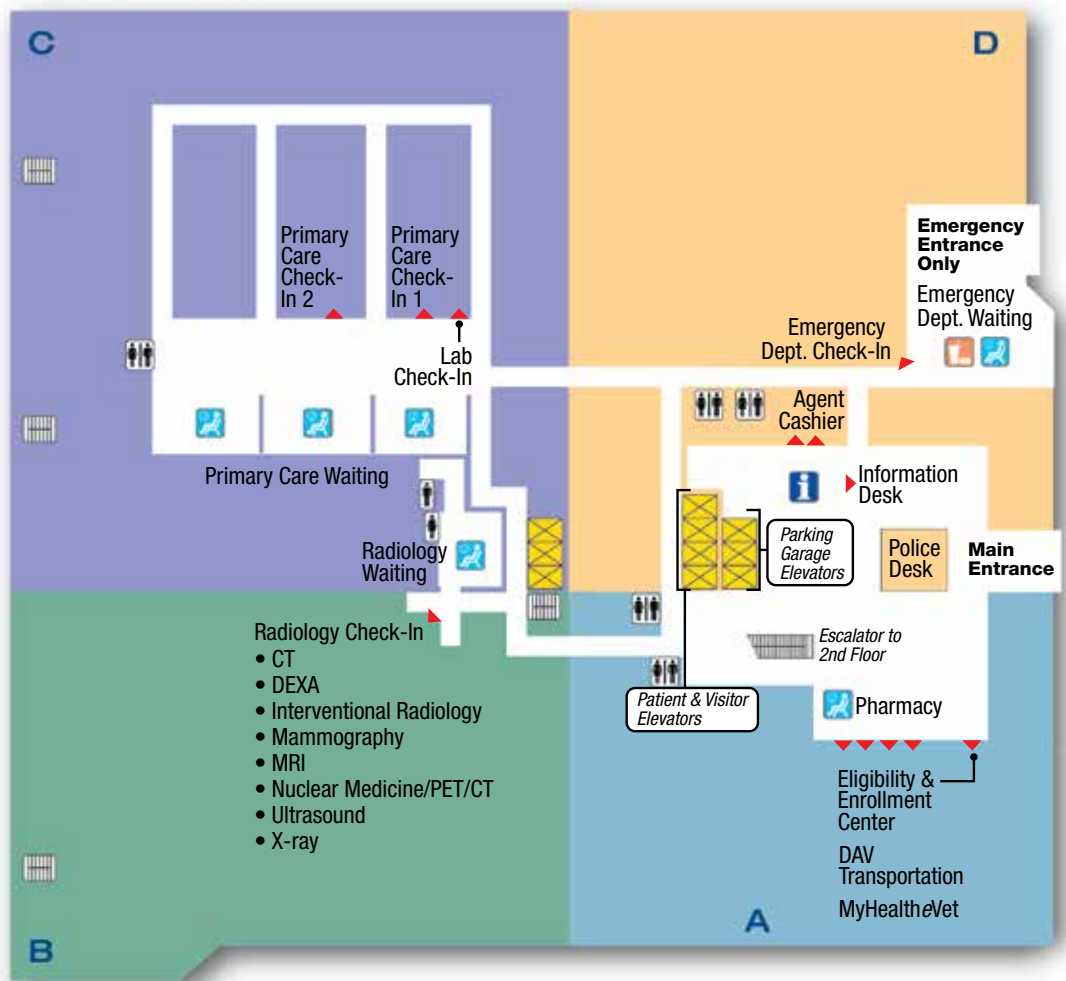 C
D
Primary
Care
Check-
In 2
Primary
Care
Check-
In 1
Lab
Check-In
Emergency
Entrance
Only
Emergency
Dept. Waiting
Emergency
Dept. Check-In
Agent
Cashier
Primary Care Waiting
i
Information
Desk
Radiology
Waiting
Parking
Garage
Elevators
Police
Desk
Main
Entrance
Radiology Check-In
• CT
• DEXA
• Interventional Radiology
• Mammography
• MRI
• Nuclear Medicine/PET/CT
• Ultrasound
• X-ray
Escalator to
2nd Floor
Patient & Visitor
Elevators
Pharmacy
Eligibility &
Enrollment
Center
DAV
Transportation
MyHealtheVet
A
B